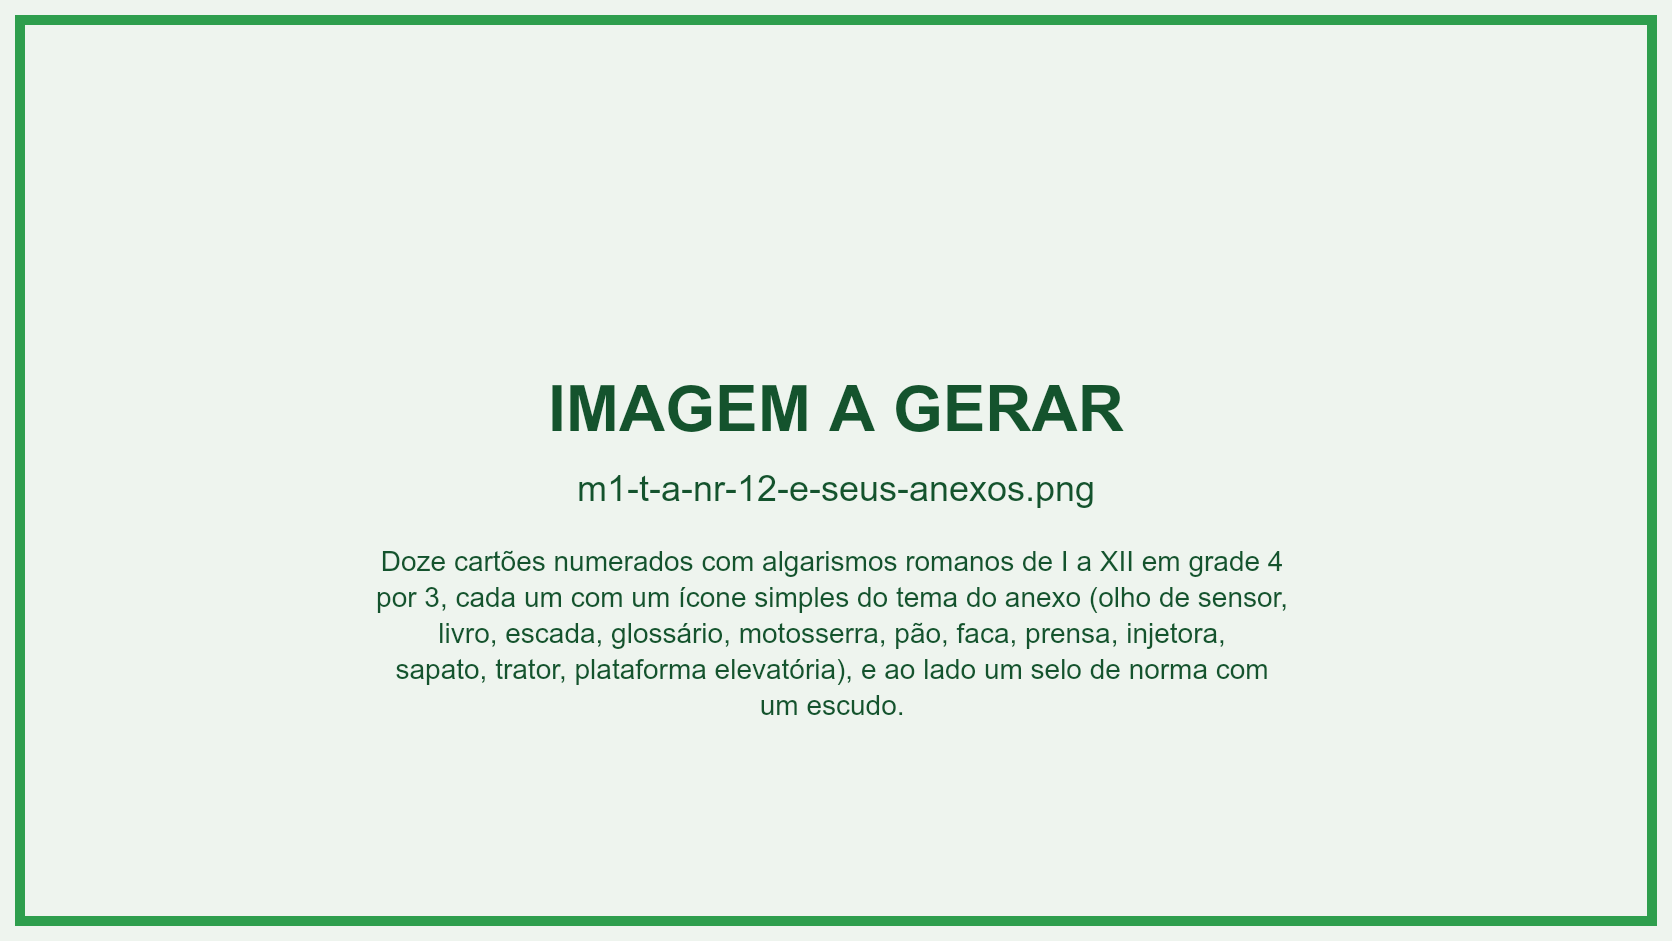 IMAGEM A GERAR
m1-t-a-nr-12-e-seus-anexos.png
Doze cartões numerados com algarismos romanos de I a XII em grade 4
por 3, cada um com um ícone simples do tema do anexo (olho de sensor,
livro, escada, glossário, motosserra, pão, faca, prensa, injetora,
sapato, trator, plataforma elevatória), e ao lado um selo de norma com
um escudo.